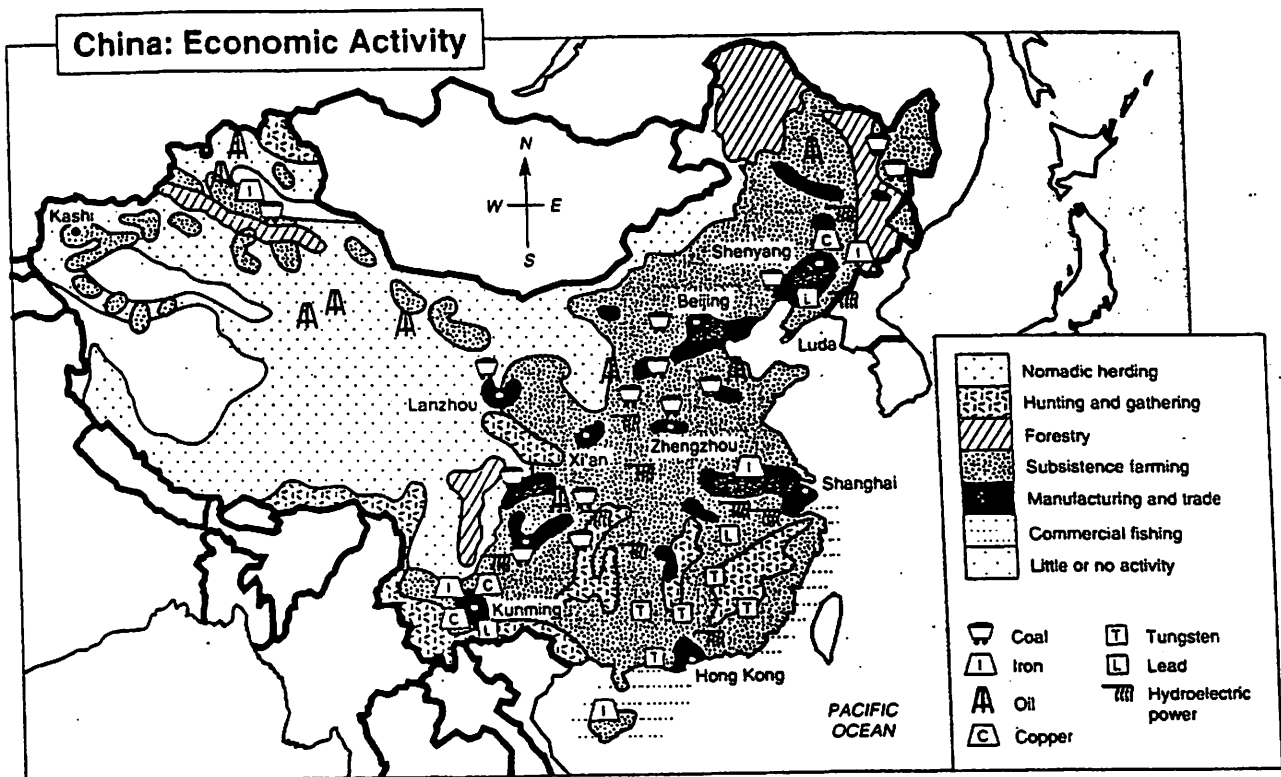 China: Economic Activity
N
W E
S
I
Kashi
C
Shenyang
I
Beijing
L
Luda
Lanzhou
Zhengzhou
Xi'an
I
Shanghai
L
T
I
C
Kunming
T
T
T
C
L
T
Hong Kong
I
PACIFIC
OCEAN
Nomadic herding
Hunting and gathering
Forestry
Subsistence farming
Manufacturing and trade
Commercial fishing
Little or no activity
Coal
I Iron
Oil
C Copper
T Tungsten
L Lead
Hydroelectric
power